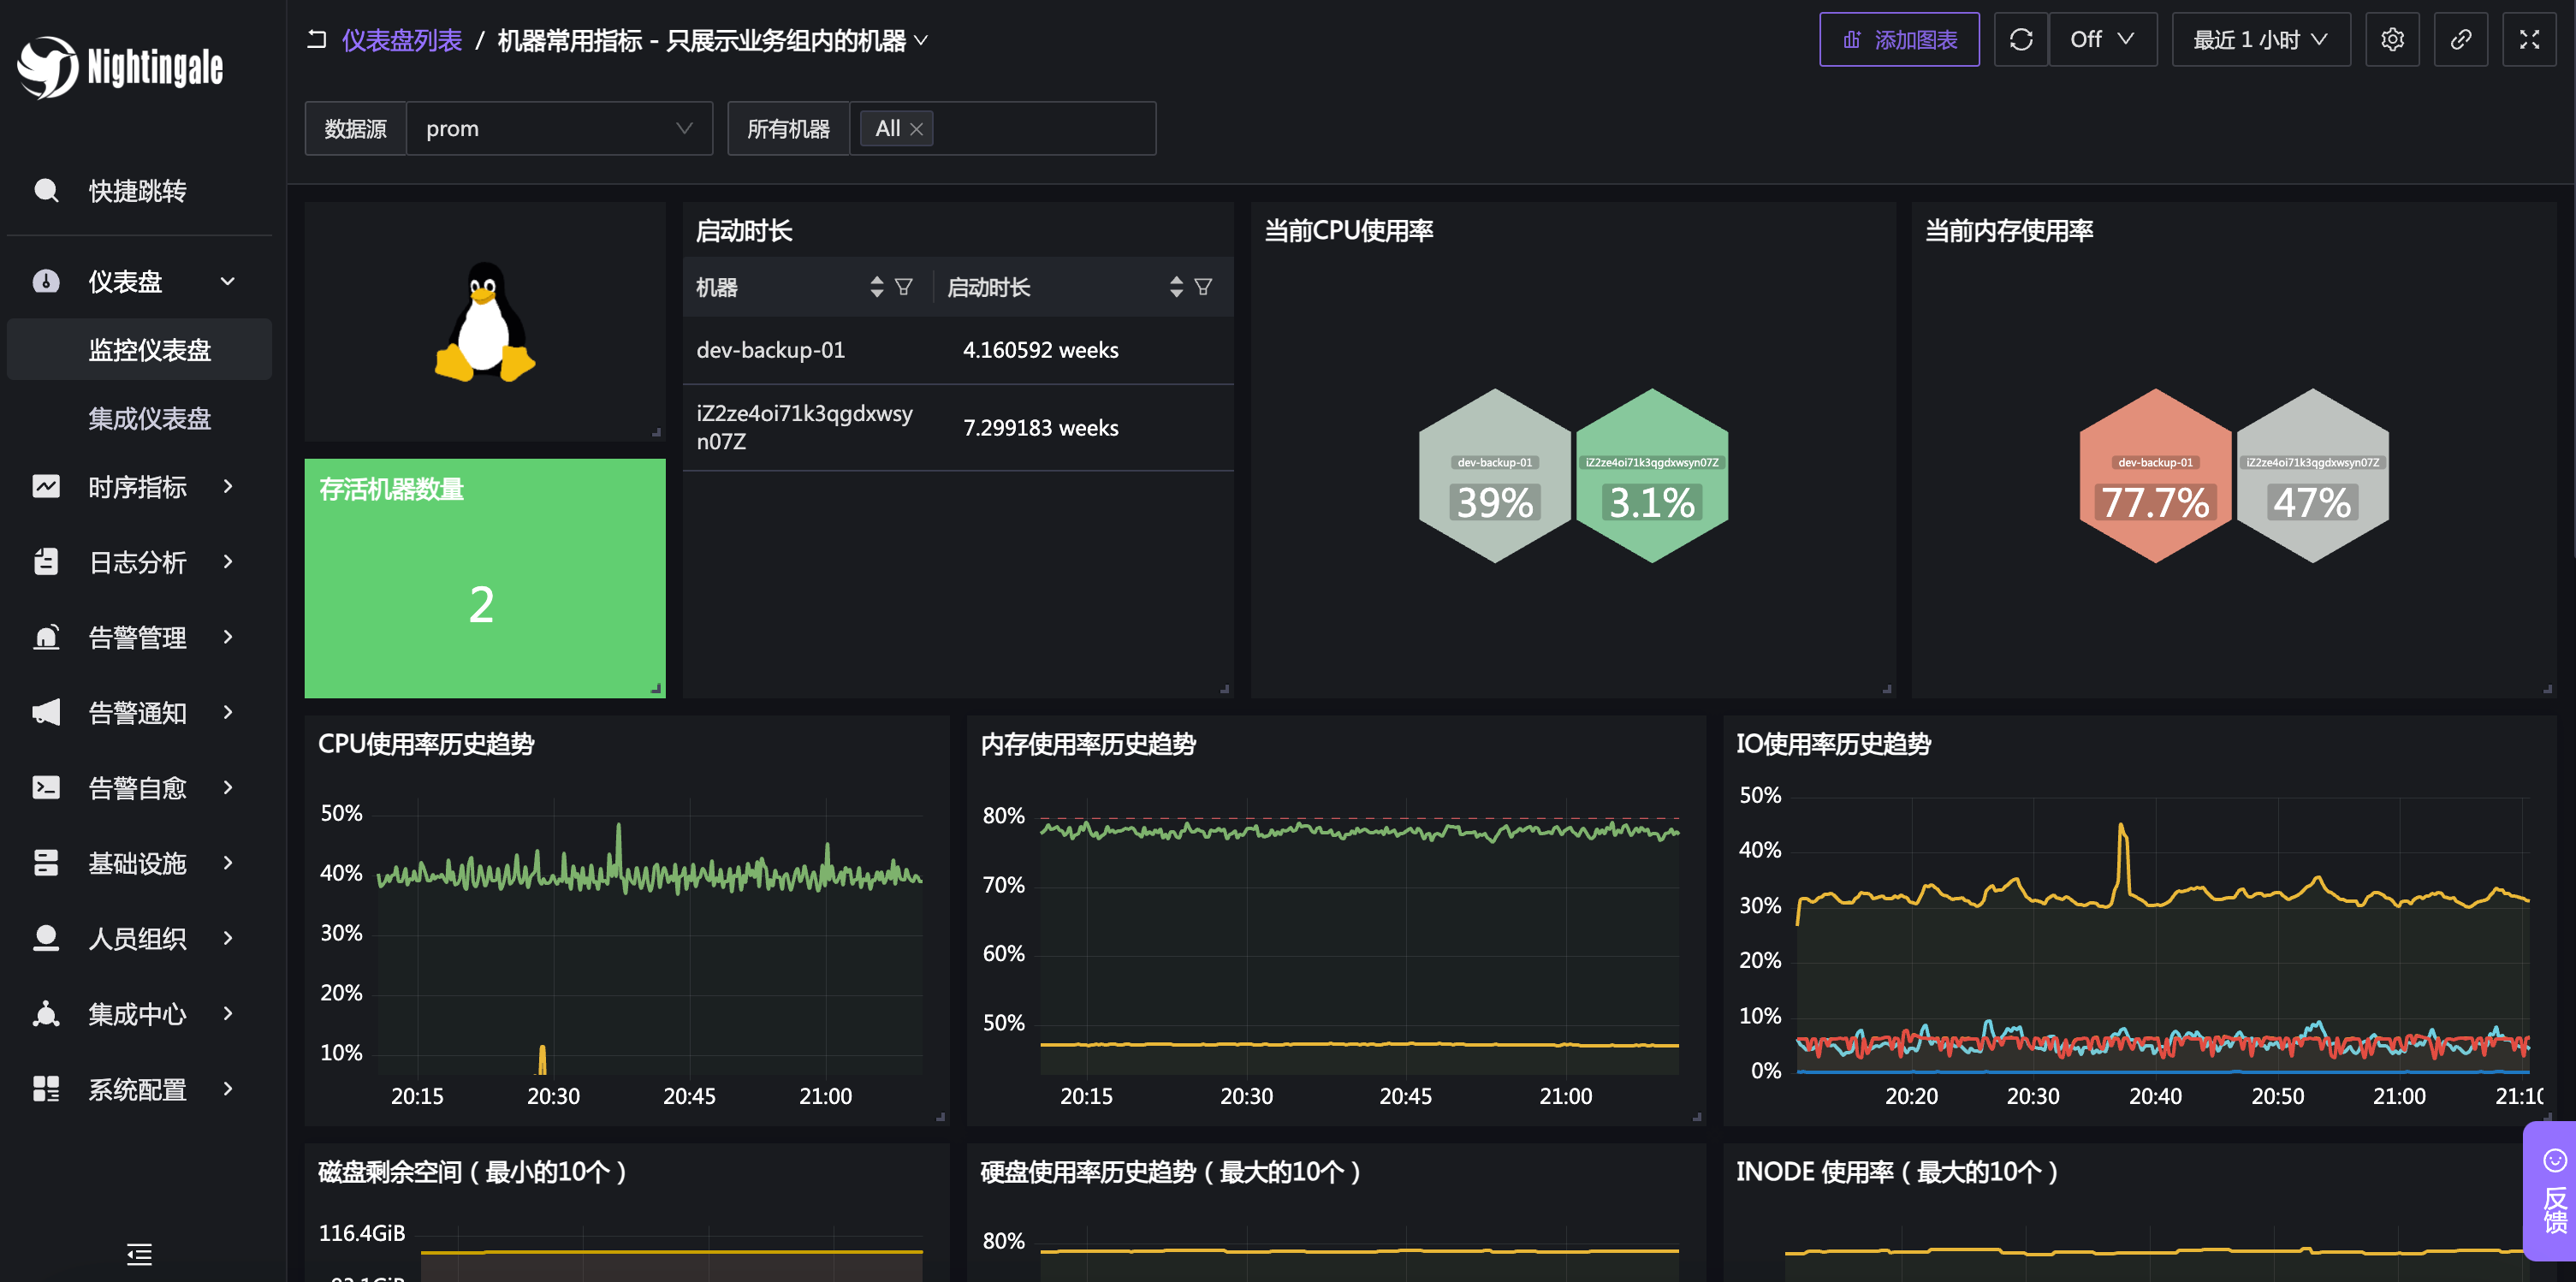 Nightingale
快捷跳转
仪表盘
监控仪表盘
集成仪表盘
时序指标
日志分析
告警管理
告警通知
告警自愈
基础设施
人员组织
集成中心
系统配置
仪表盘列表 / 机器常用指标 - 只展示业务组内的机器
添加图表
Off
最近 1 小时
数据源 prom
所有机器 All
启动时长
机器 启动时长
dev-backup-01 4.160592 weeks
iZ2ze4oi71k3qgdxwsy
n07Z
7.299183 weeks
存活机器数量
2
当前CPU使用率
dev-backup-01
39%
iZ2ze4oi71k3qgdxwsyn07Z
3.1%
当前内存使用率
dev-backup-01
77.7%
iZ2ze4oi71k3qgdxwsyn07Z
47%
CPU使用率历史趋势
50%
40%
30%
20%
10%
20:15 20:30 20:45 21:00
内存使用率历史趋势
80%
70%
60%
50%
20:15 20:30 20:45 21:00
IO使用率历史趋势
50%
40%
30%
20%
10%
0%
20:20 20:30 20:40 20:50 21:00 21:10
磁盘剩余空间（最小的10个）
116.4GiB
硬盘使用率历史趋势（最大的10个）
80%
INODE 使用率（最大的10个）
反馈